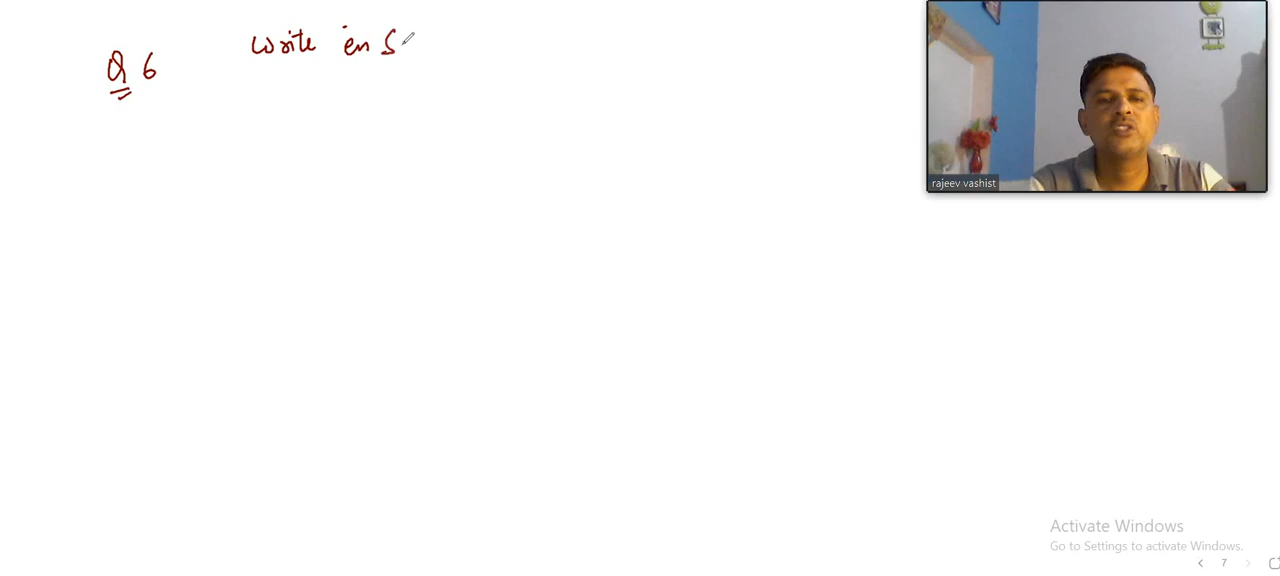 Write in S
Q 6
rajeev vashist
Activate Windows
Go to Settings to activate Windows.
7